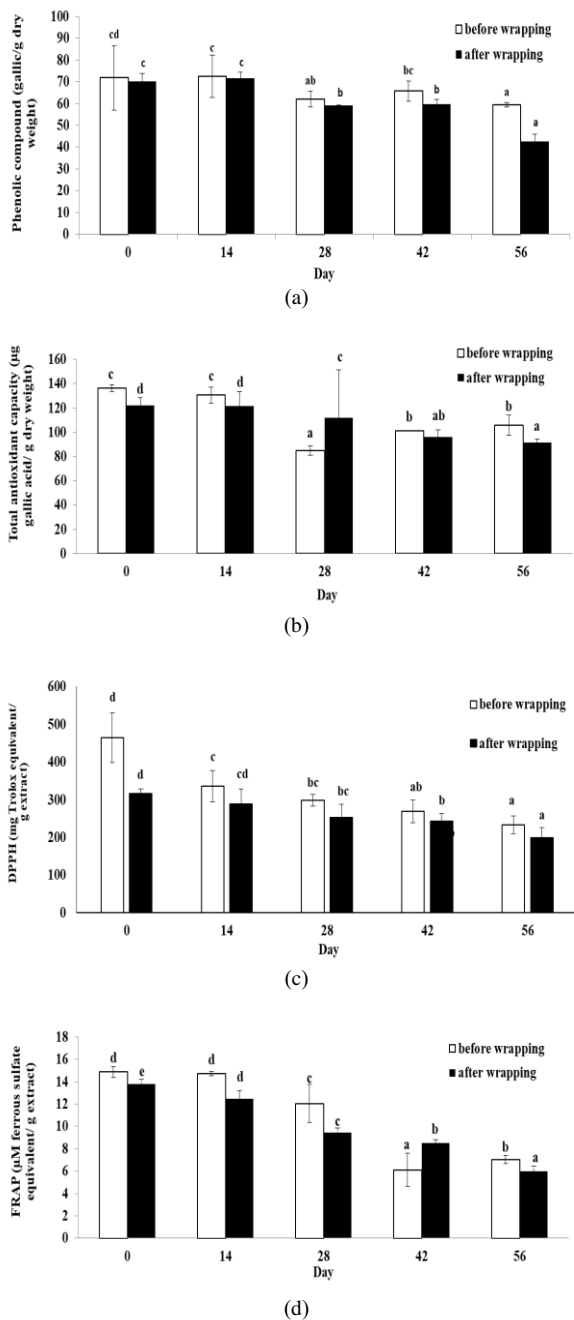 Phenolic compound (gallic/g dry
weight)
100
90
80
70
60
50
40
30
20
10
0
cd
c
c
c
ab
b
bc
b
a
a
before wrapping
after wrapping
0 14 28 42 56
Day
(a)
Total antioxidant capacity (µg
gallic acid/ g dry weight)
160
140
120
100
80
60
40
20
0
c
d
c
d
a
c
b
ab
b
a
before wrapping
after wrapping
0 14 28 42 56
Day
(b)
DPPH (mg Trolox equivalent/
g extract)
600
500
400
300
200
100
0
d
d
c
cd
bc
bc
ab
b
a
a
before wrapping
after wrapping
0 14 28 42 56
Day
(c)
FRAP (µM ferrous sulfate
equivalent/ g extract)
18
16
14
12
10
8
6
4
2
0
d
e
d
d
c
c
a
b
b
a
before wrapping
after wrapping
0 14 28 42 56
Day
(d)